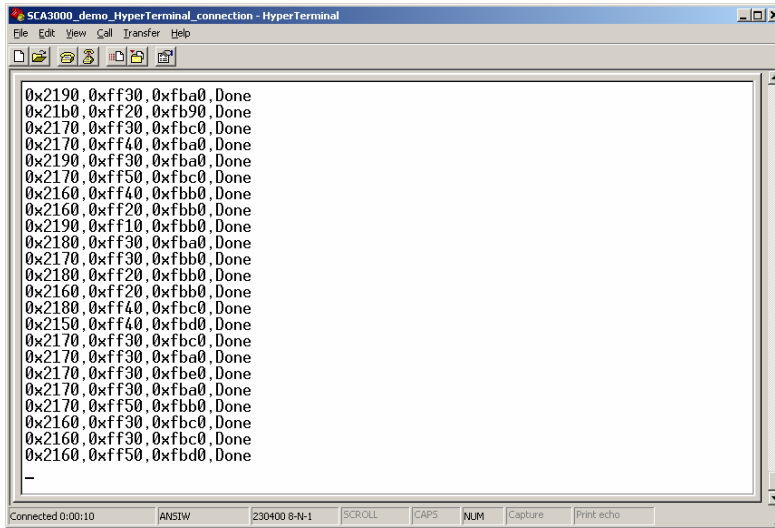 SCA3000_demo_HyperTerminal_connection - HyperTerminal
File Edit View Call Transfer Help
0x2190,0xff30,0xfba0,Done
0x21b0,0xff20,0xfb90,Done
0x2170,0xff30,0xfbc0,Done
0x2170,0xff40,0xfba0,Done
0x2190,0xff30,0xfba0,Done
0x2170,0xff50,0xfbc0,Done
0x2160,0xff40,0xfbb0,Done
0x2160,0xff20,0xfbb0,Done
0x2190,0xff10,0xfbb0,Done
0x2180,0xff30,0xfba0,Done
0x2170,0xff30,0xfbb0,Done
0x2180,0xff20,0xfbb0,Done
0x2160,0xff20,0xfbb0,Done
0x2180,0xff40,0xfbc0,Done
0x2150,0xff40,0xfbd0,Done
0x2170,0xff30,0xfbc0,Done
0x2170,0xff30,0xfba0,Done
0x2170,0xff30,0xfbe0,Done
0x2170,0xff30,0xfba0,Done
0x2170,0xff50,0xfbb0,Done
0x2160,0xff30,0xfbc0,Done
0x2160,0xff30,0xfbc0,Done
0x2160,0xff50,0xfbd0,Done
_
Connected 0:00:10 ANSIW 230400 8-N-1 SCROLL CAPS NUM Capture Print echo